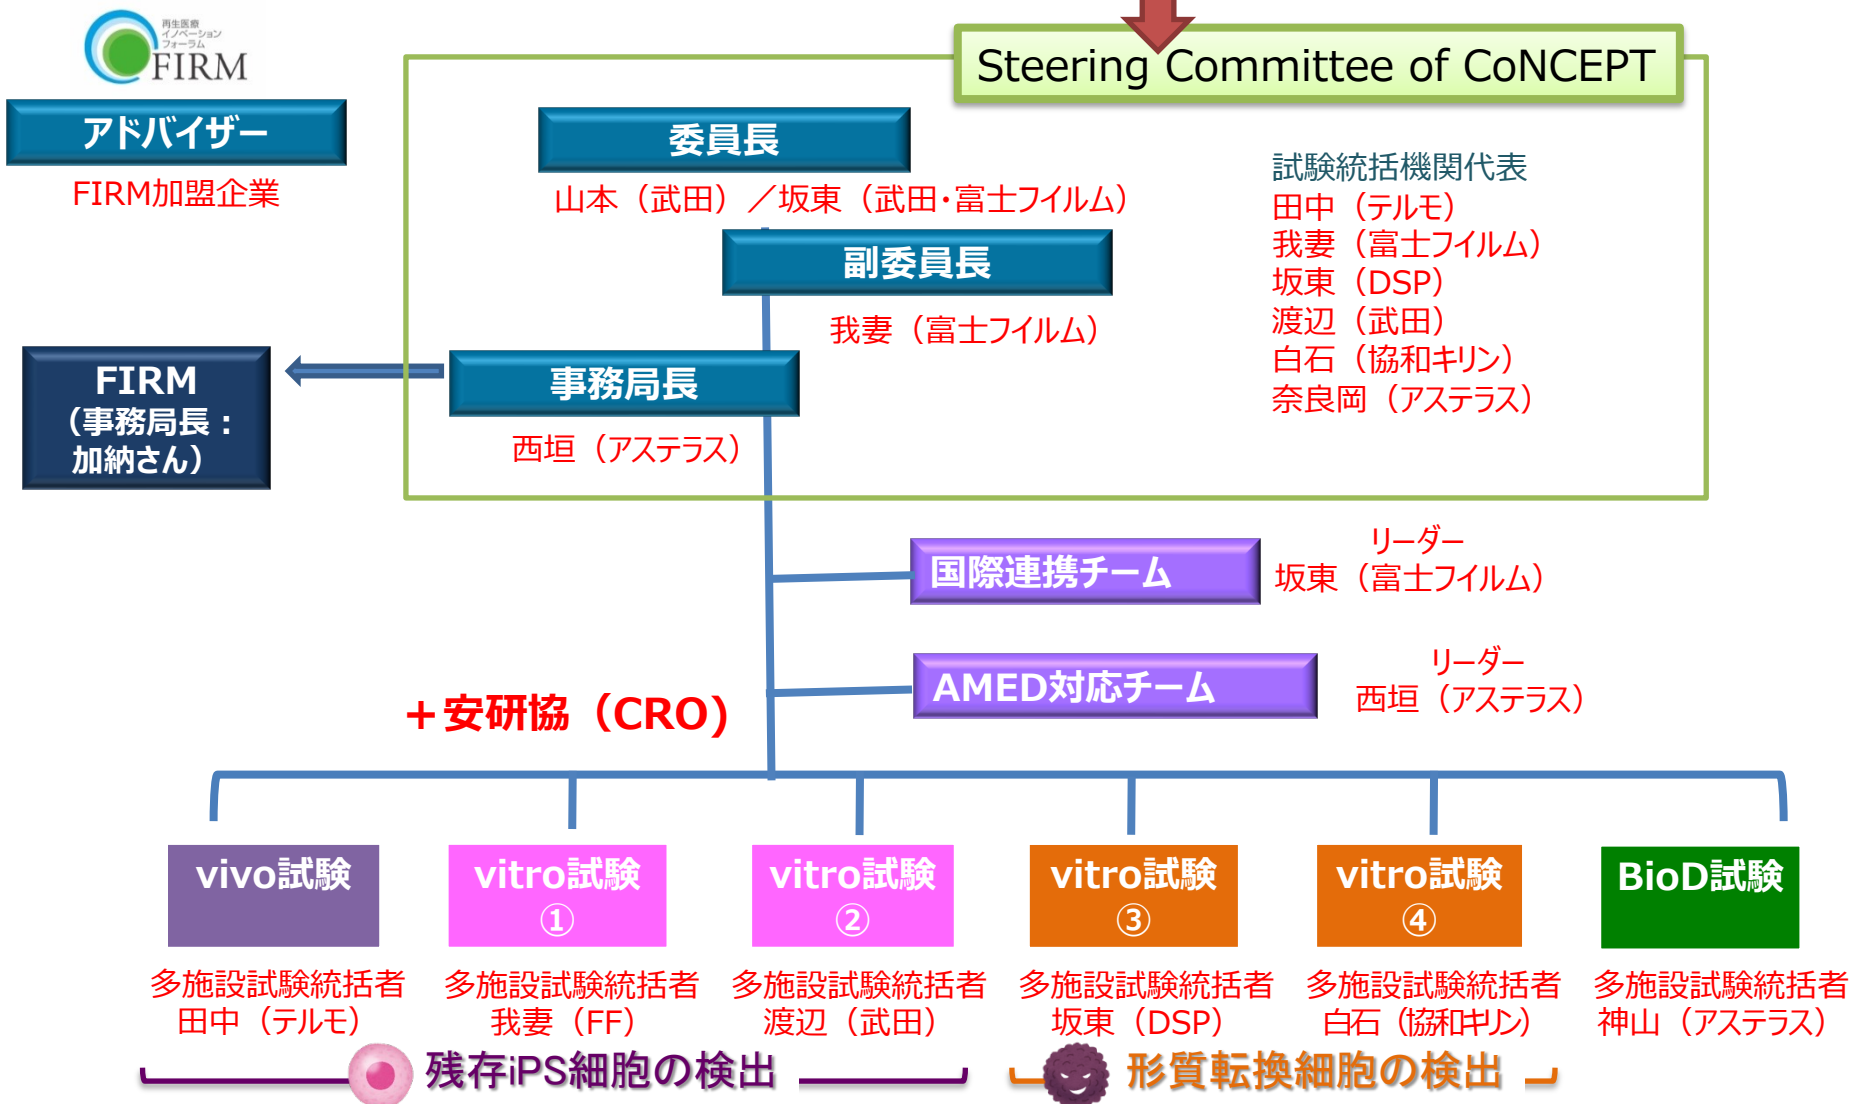 再生医療
イノベーション
フォーラム
FIRM
アドバイザー
FIRM加盟企業
Steering Committee of CoNCEPT
委員長
山本（武田）／坂東（武田・富士フイルム）
副委員長
我妻（富士フイルム）
事務局長
西垣（アステラス）
FIRM
（事務局長：
加納さん）
試験統括機関代表
田中（テルモ）
我妻（富士フイルム）
坂東（DSP）
渡辺（武田）
白石（協和キリン）
奈良岡（アステラス）
国際連携チーム
リーダー
坂東（富士フイルム）
AMED対応チーム
リーダー
西垣（アステラス）
＋安研協（CRO）
vivo試験
多施設試験統括者
田中（テルモ）
vitro試験
①
多施設試験統括者
我妻（FF）
vitro試験
②
多施設試験統括者
渡辺（武田）
vitro試験
③
多施設試験統括者
坂東（DSP）
vitro試験
④
多施設試験統括者
白石（協和キリン）
BioD試験
多施設試験統括者
神山（アステラス）
残存iPS細胞の検出
形質転換細胞の検出